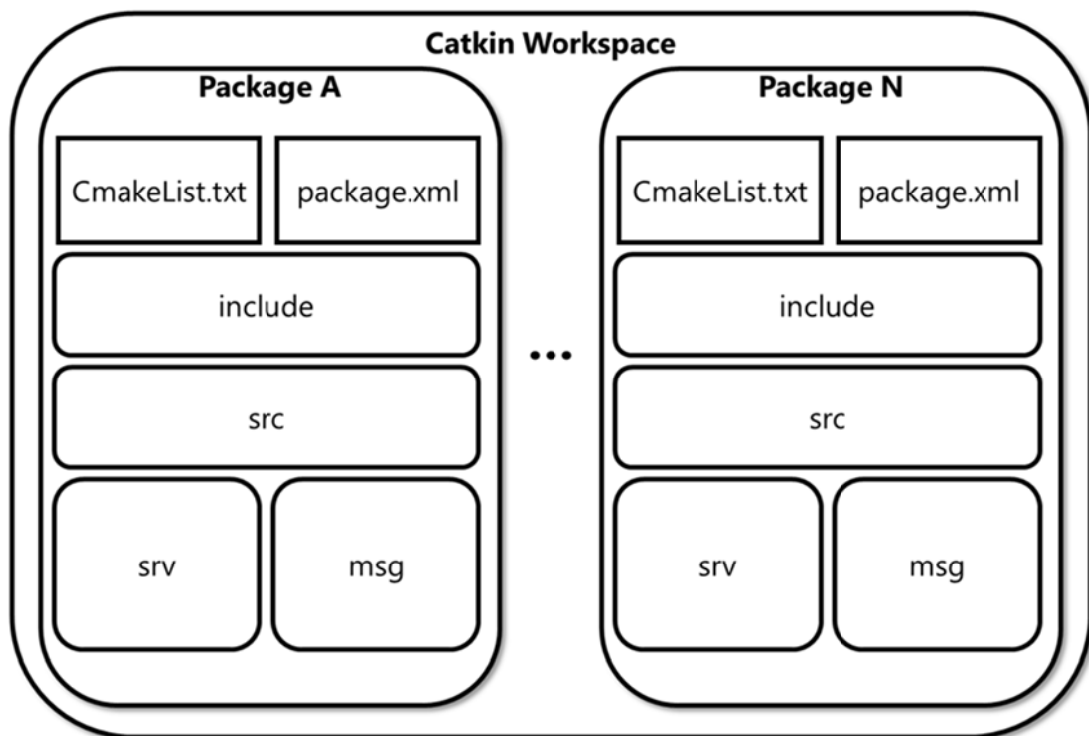 Catkin Workspace
Package A
CmakeList.txt
package.xml
include
src
srv
msg
...
Package N
CmakeList.txt
package.xml
include
src
srv
msg